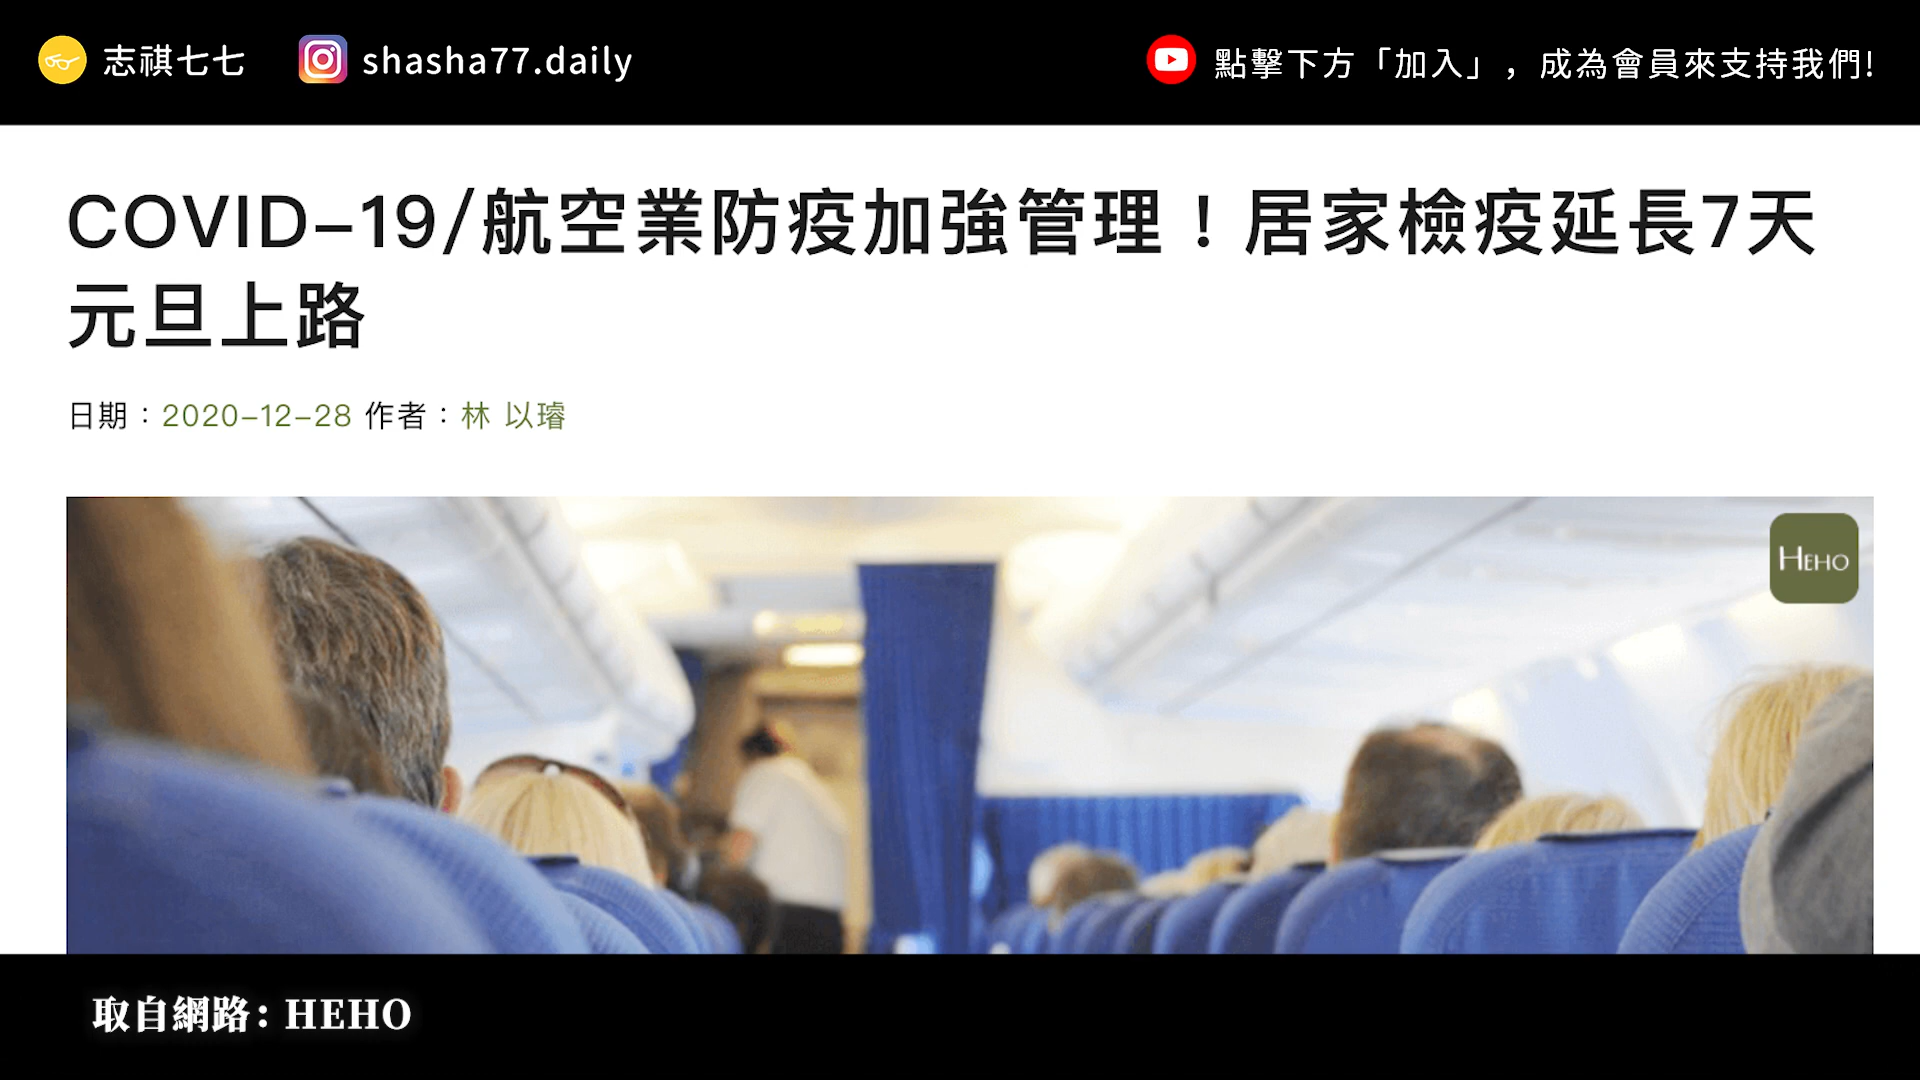 志祺七七
shasha77.daily
點擊下方「加入」，成為會員來支持我們!
COVID-19/航空業防疫加強管理！居家檢疫延長7天
元旦上路
日期：2020-12-28 作者：林 以璿
HEHO
取自網路：HEHO